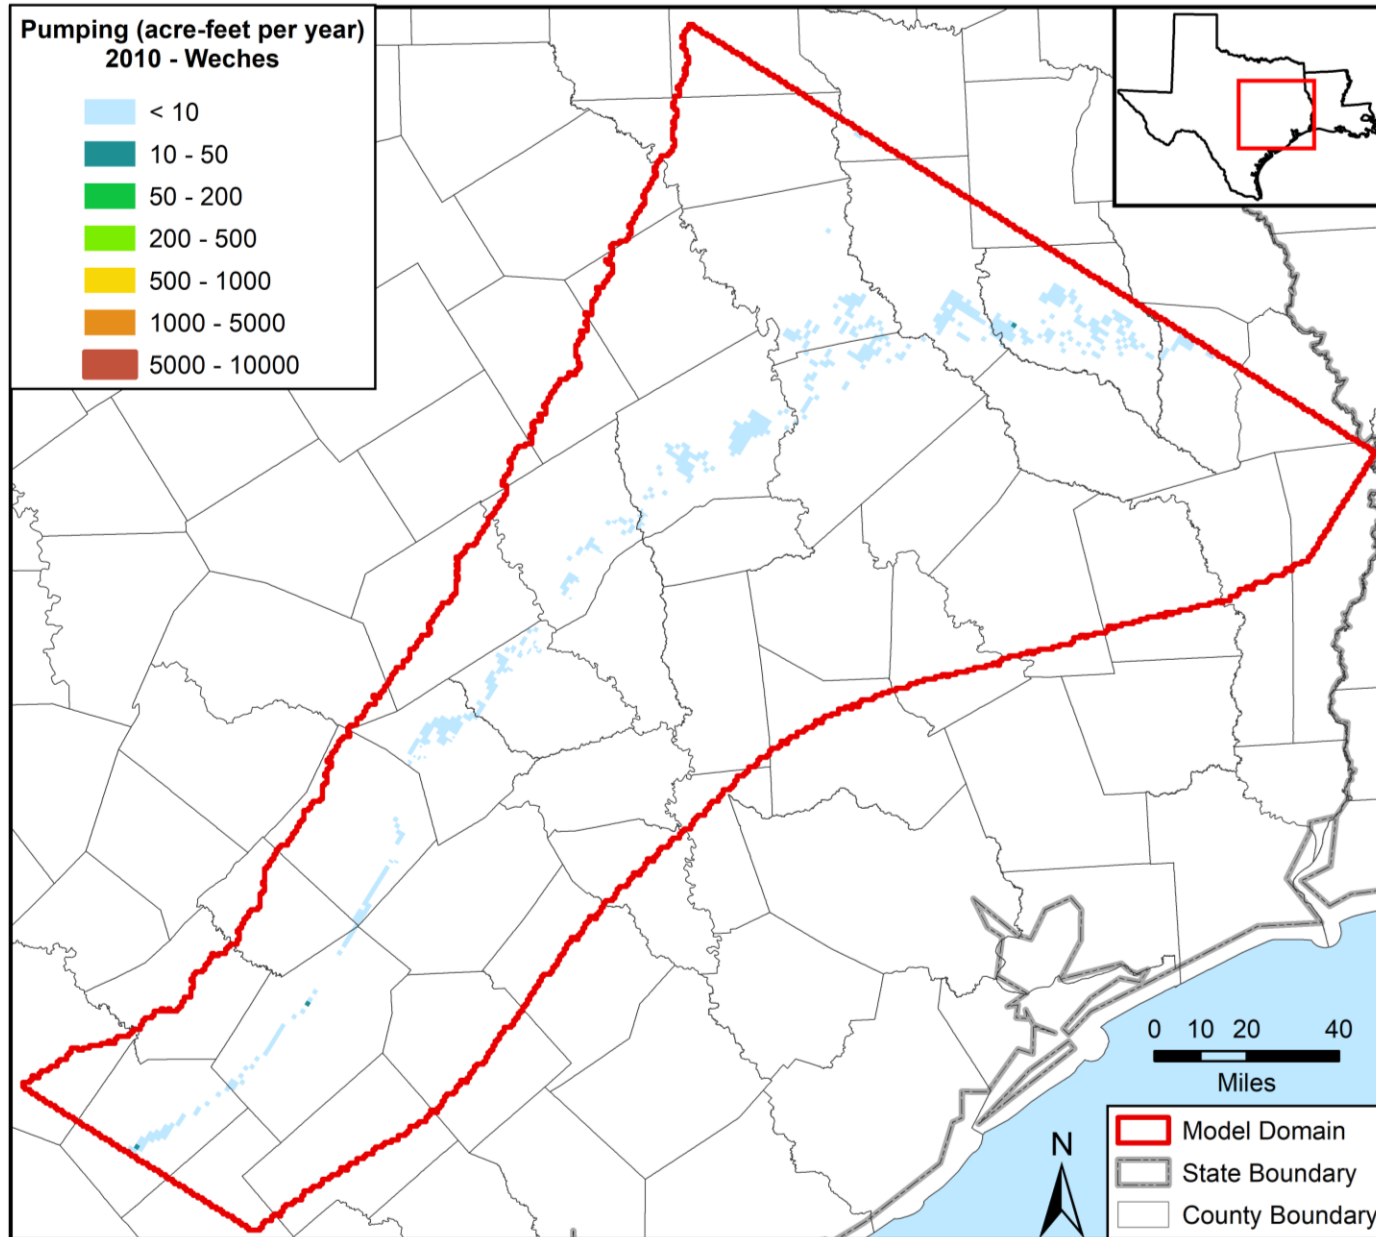 Pumping (acre-feet per year)
2010 - Weches
< 10
10 - 50
50 - 200
200 - 500
500 - 1000
1000 - 5000
5000 - 10000
0 10 20 40
Miles
N
Model Domain
State Boundary
County Boundary